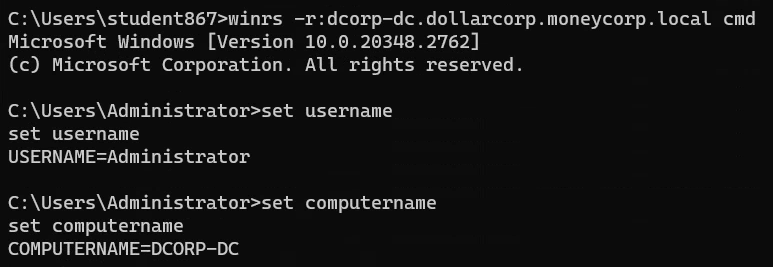 C:\Users\student867>winrs -r:dcorp-dc.dollarcorp.moneycorp.local cmd
Microsoft Windows [Version 10.0.20348.2762]
(c) Microsoft Corporation. All rights reserved.
C:\Users\Administrator>set username
set username
USERNAME=Administrator
C:\Users\Administrator>set computername
set computername
COMPUTERNAME=DCORP-DC